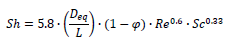 Sh = 5.8 · (D_eq / L) · (1 − φ) · Re^0.6 · Sc^0.33